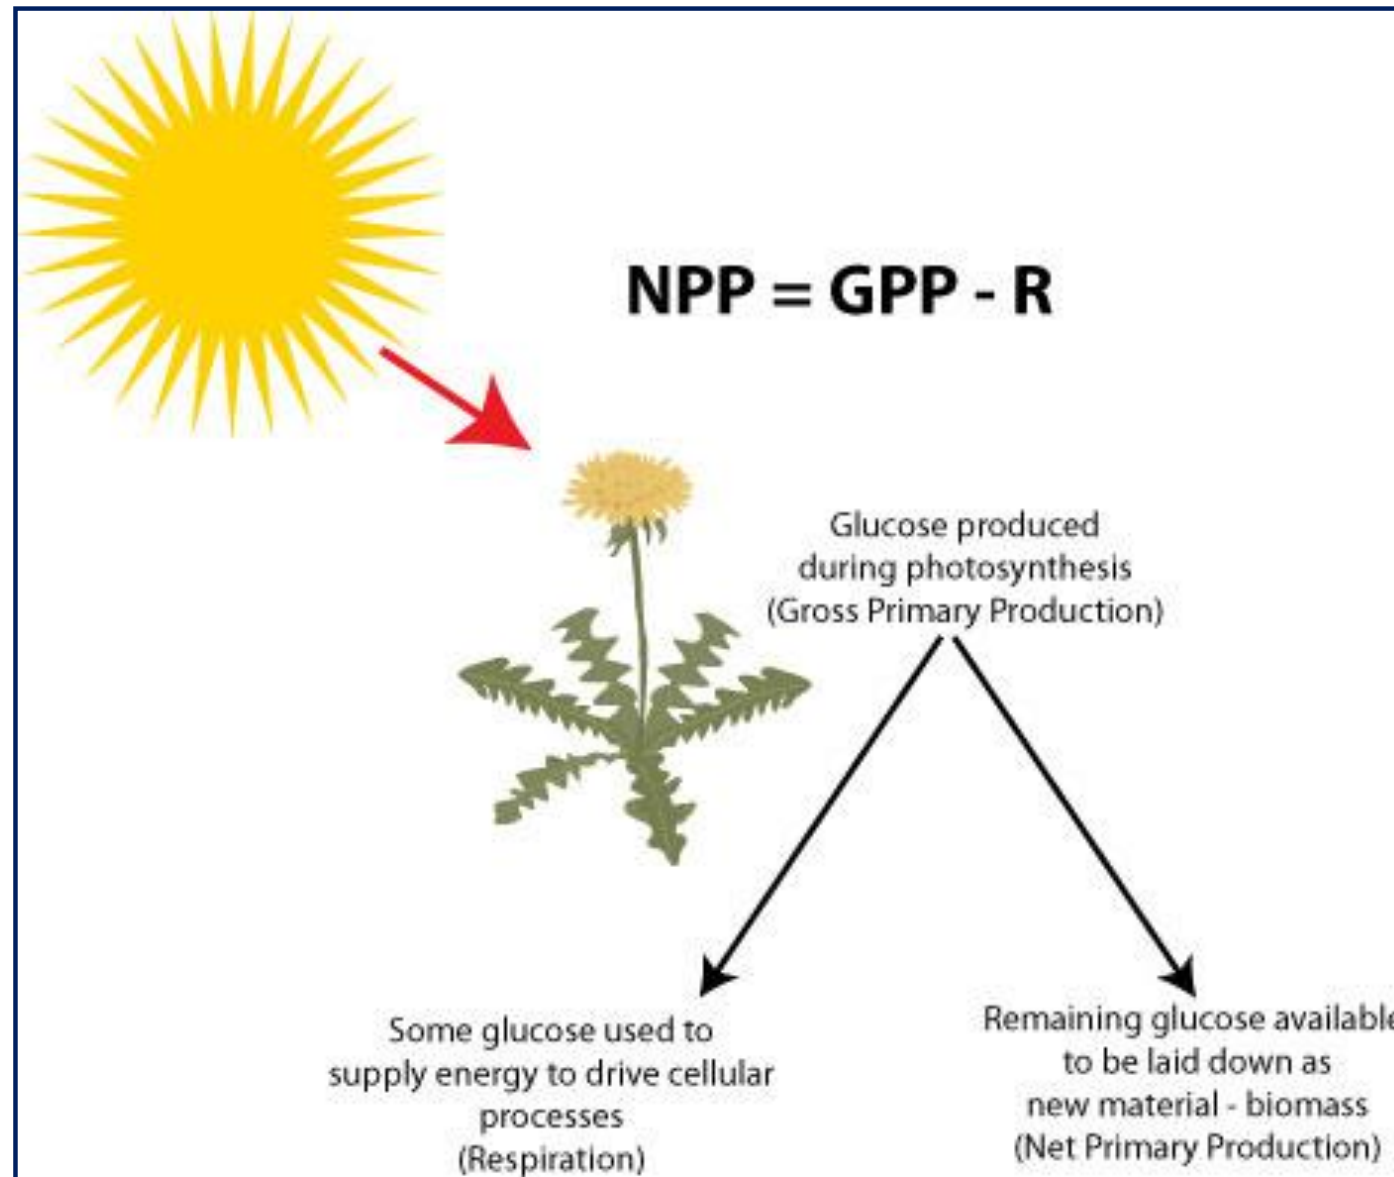 NPP = GPP - R
Glucose produced
during photosynthesis
(Gross Primary Production)
Some glucose used to
supply energy to drive cellular
processes
(Respiration)
Remaining glucose available
to be laid down as
new material - biomass
(Net Primary Production)